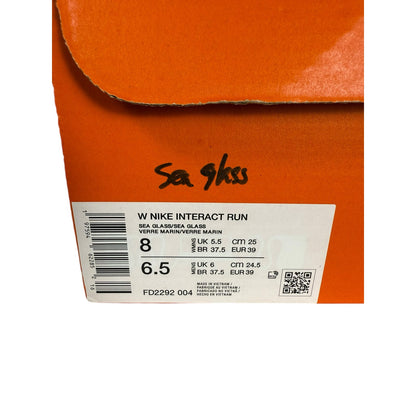 Sea glass
W NIKE INTERACT RUN
SEA GLASS/SEA GLASS
VERRE MARIN/VERRE MARIN
8 WMNS UK 5.5 cm 25
BR 37.5 EUR 39
6.5 MENS UK 6 cm 24.5
BR 37.5 EUR 39
MADE IN VIETNAM /
FABRIQUÉ AU VIETNAM /
FABRICADO NO VIETNÃ /
HECHO EN VIETNAM
FD2292 004